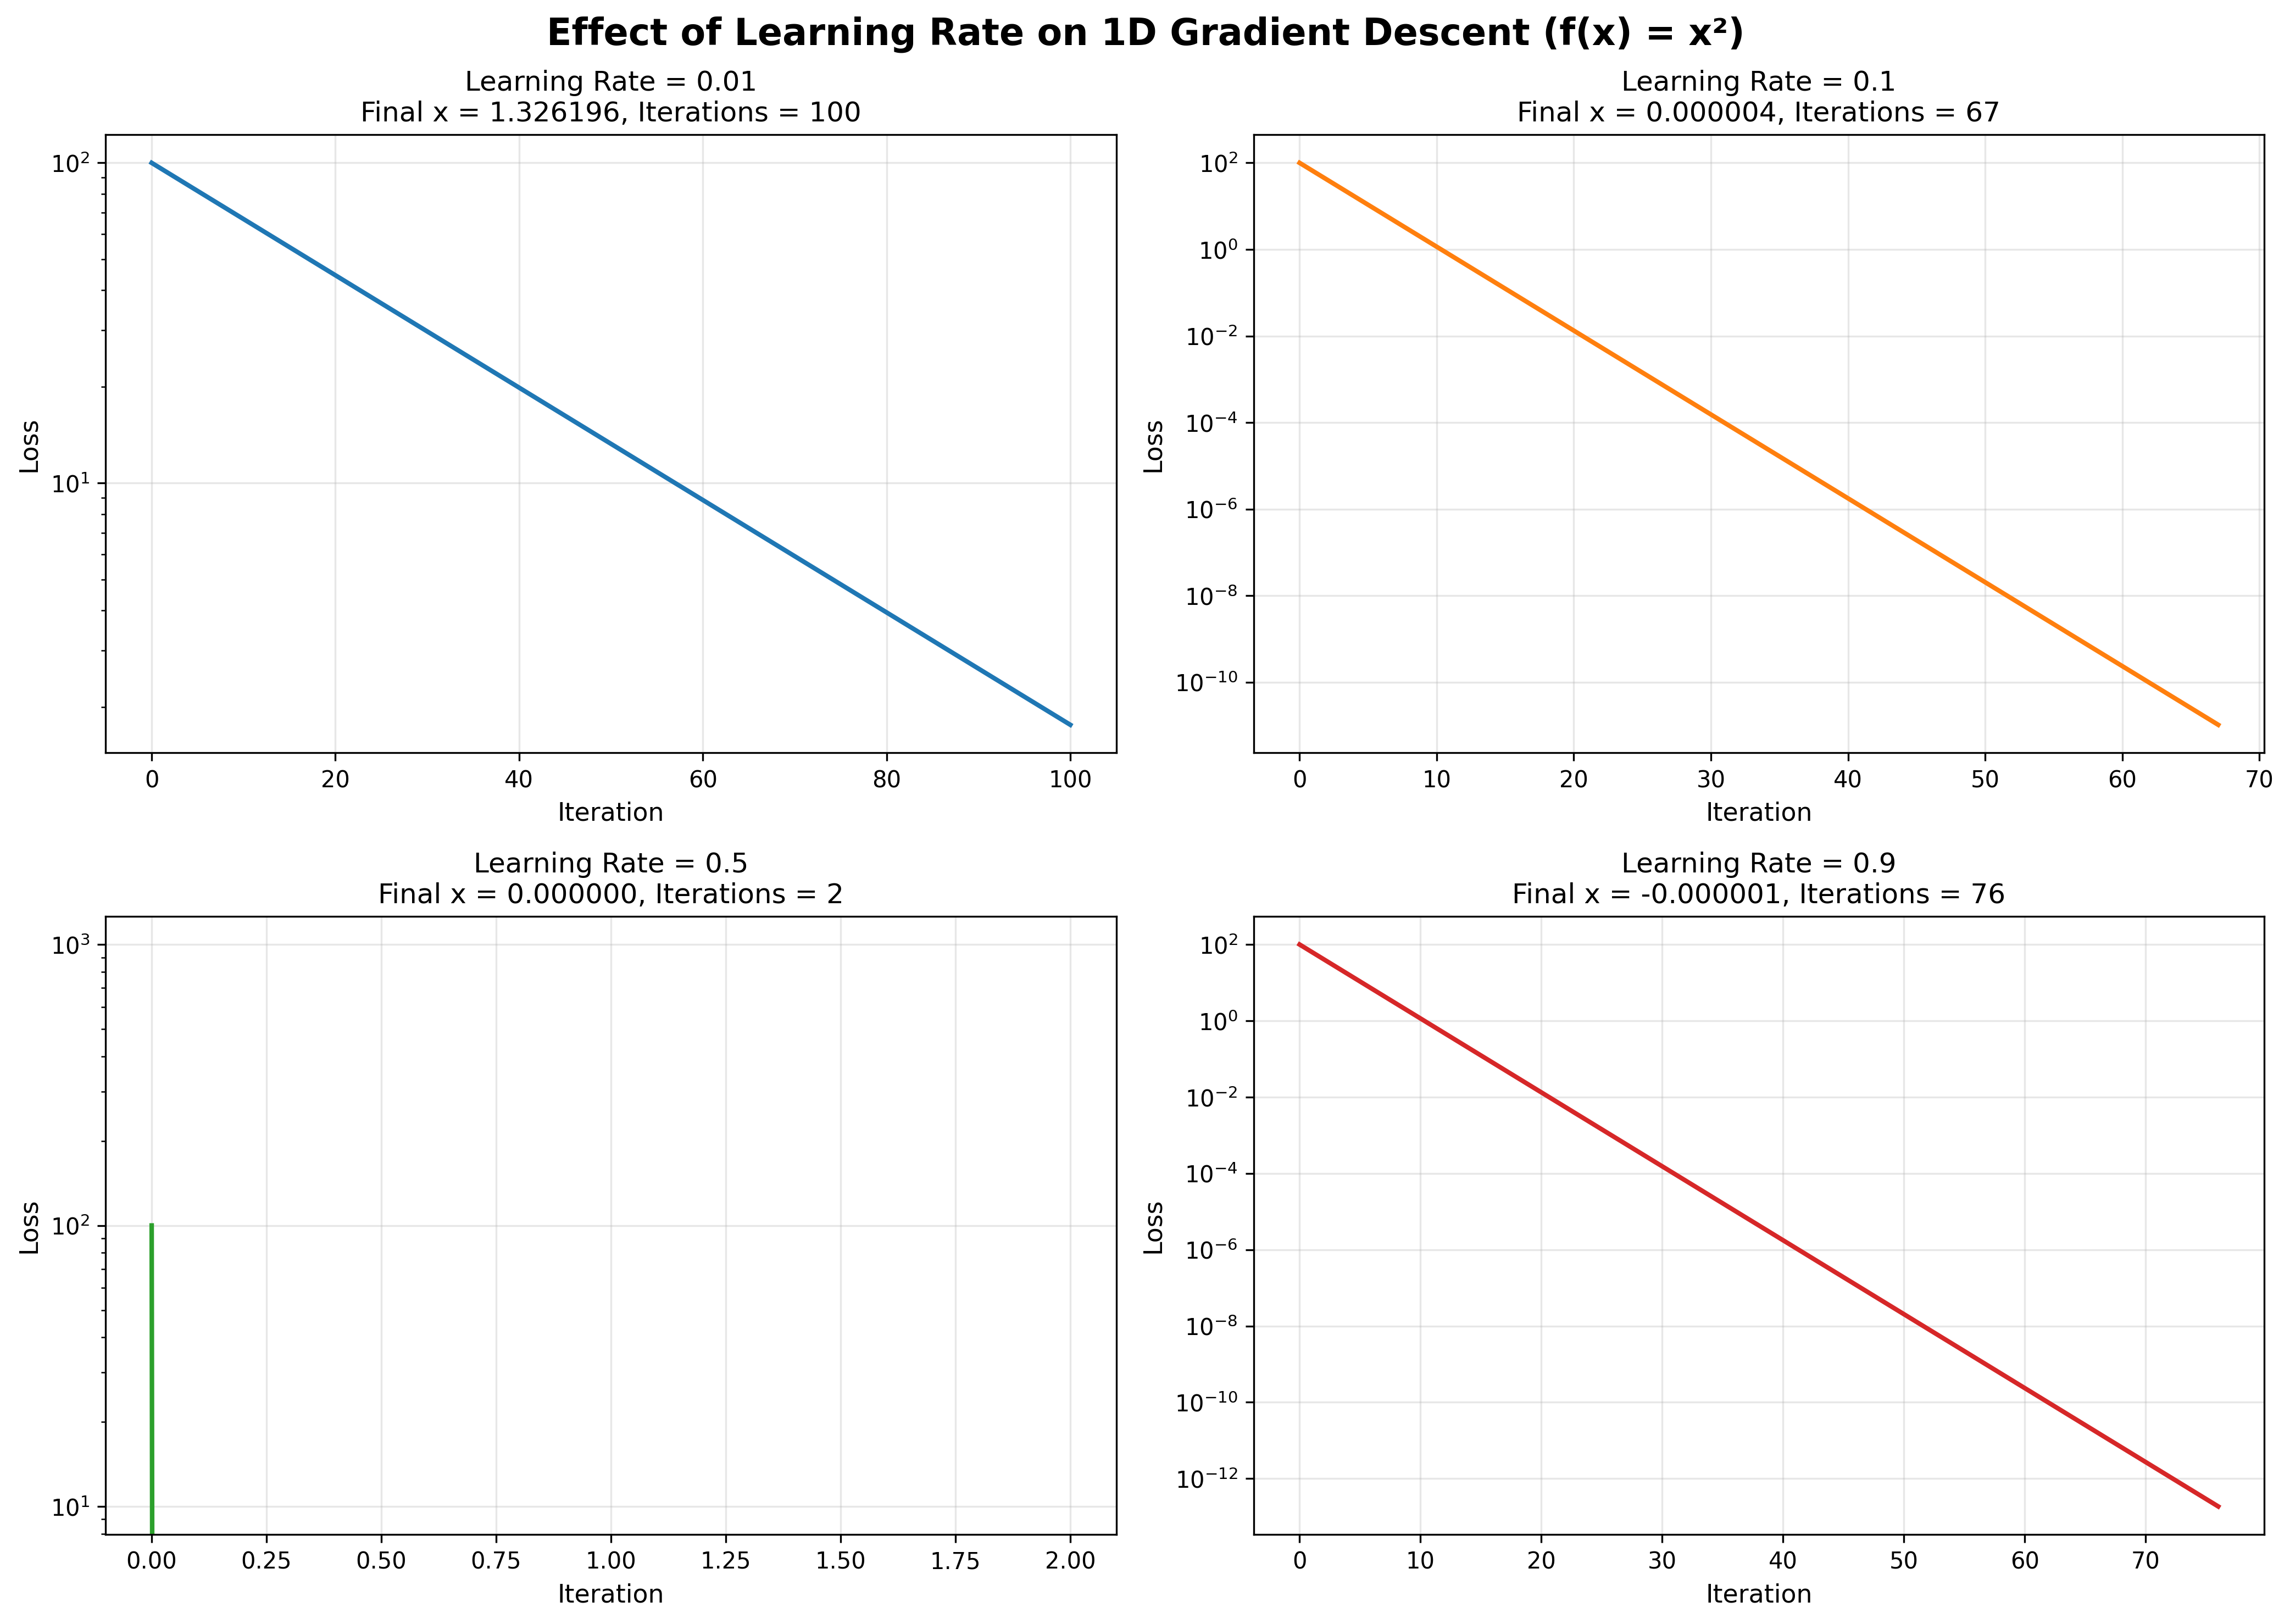 Effect of Learning Rate on 1D Gradient Descent (f(x) = x²)
Learning Rate = 0.01
Final x = 1.326196, Iterations = 100
10²
10¹
Loss
0 20 40 60 80 100
Iteration
Learning Rate = 0.1
Final x = 0.000004, Iterations = 67
10²
10⁰
10⁻²
10⁻⁴
10⁻⁶
10⁻⁸
10⁻¹⁰
Loss
0 10 20 30 40 50 60 70
Iteration
Learning Rate = 0.5
Final x = 0.000000, Iterations = 2
10³
10²
10¹
Loss
0.00 0.25 0.50 0.75 1.00 1.25 1.50 1.75 2.00
Iteration
Learning Rate = 0.9
Final x = -0.000001, Iterations = 76
10²
10⁰
10⁻²
10⁻⁴
10⁻⁶
10⁻⁸
10⁻¹⁰
10⁻¹²
Loss
0 10 20 30 40 50 60 70
Iteration